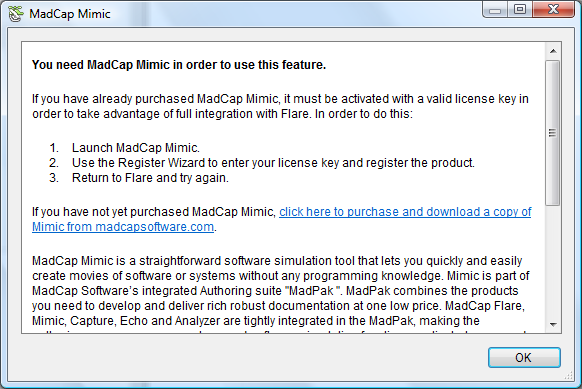 MadCap Mimic
You need MadCap Mimic in order to use this feature.
If you have already purchased MadCap Mimic, it must be activated with a valid license key in
order to take advantage of full integration with Flare. In order to do this:
1. Launch MadCap Mimic.
2. Use the Register Wizard to enter your license key and register the product.
3. Return to Flare and try again.
If you have not yet purchased MadCap Mimic, click here to purchase and download a copy of
Mimic from madcapsoftware.com.
MadCap Mimic is a straightforward software simulation tool that lets you quickly and easily
create movies of software or systems without any programming knowledge. Mimic is part of
MadCap Software's integrated Authoring suite "MadPak ". MadPak combines the products
you need to develop and deliver rich robust documentation at one low price. MadCap Flare,
Mimic, Capture, Echo and Analyzer are tightly integrated in the MadPak, making the
OK